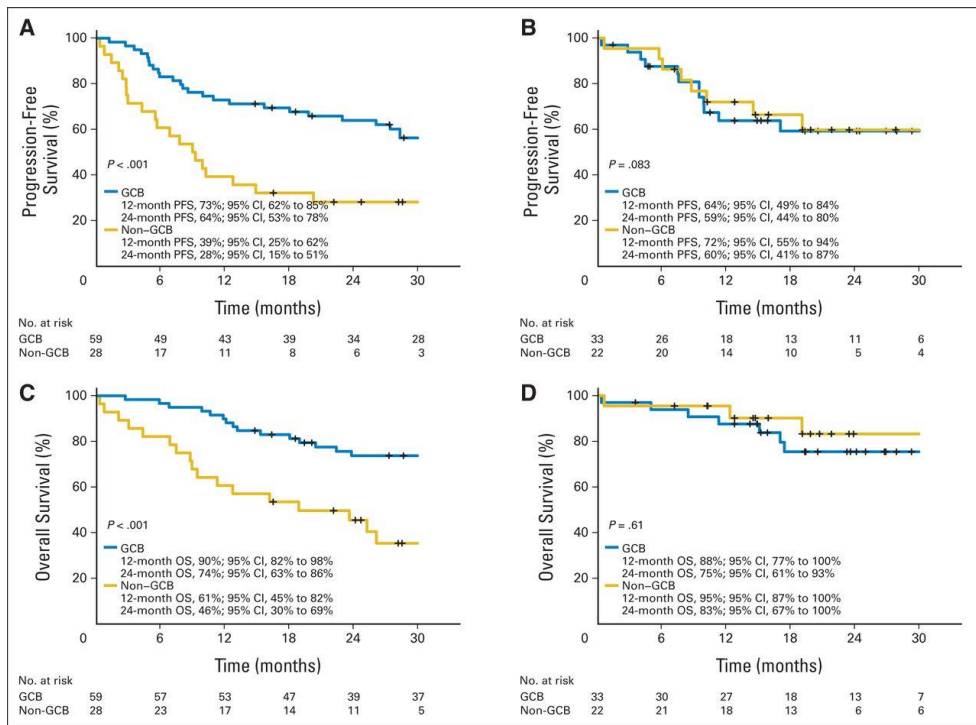 A
Progression-Free
Survival (%)
100
80
60
40
20
P < .001
GCB
12-month PFS, 73%; 95% CI, 62% to 85%
24-month PFS, 64%; 95% CI, 53% to 78%
Non–GCB
12-month PFS, 39%; 95% CI, 25% to 62%
24-month PFS, 28%; 95% CI, 15% to 51%
0 6 12 18 24 30
Time (months)
No. at risk
GCB 59 49 43 39 34 28
Non-GCB 28 17 11 8 6 3
B
Progression-Free
Survival (%)
100
80
60
40
20
P = .083
GCB
12-month PFS, 64%; 95% CI, 49% to 84%
24-month PFS, 59%; 95% CI, 44% to 80%
Non–GCB
12-month PFS, 72%; 95% CI, 55% to 94%
24-month PFS, 60%; 95% CI, 41% to 87%
0 6 12 18 24 30
Time (months)
No. at risk
GCB 33 26 18 13 11 6
Non-GCB 22 20 14 10 5 4
C
Overall Survival (%)
100
80
60
40
20
P < .001
GCB
12-month OS, 90%; 95% CI, 82% to 98%
24-month OS, 74%; 95% CI, 63% to 86%
Non–GCB
12-month OS, 61%; 95% CI, 45% to 82%
24-month OS, 46%; 95% CI, 30% to 69%
0 6 12 18 24 30
Time (months)
No. at risk
GCB 59 57 53 47 39 37
Non-GCB 28 23 17 14 11 5
D
Overall Survival (%)
100
80
60
40
20
P = .61
GCB
12-month OS, 88%; 95% CI, 77% to 100%
24-month OS, 75%; 95% CI, 61% to 93%
Non–GCB
12-month OS, 95%; 95% CI, 87% to 100%
24-month OS, 83%; 95% CI, 67% to 100%
0 6 12 18 24 30
Time (months)
No. at risk
GCB 33 30 27 18 13 7
Non-GCB 22 21 18 13 6 6